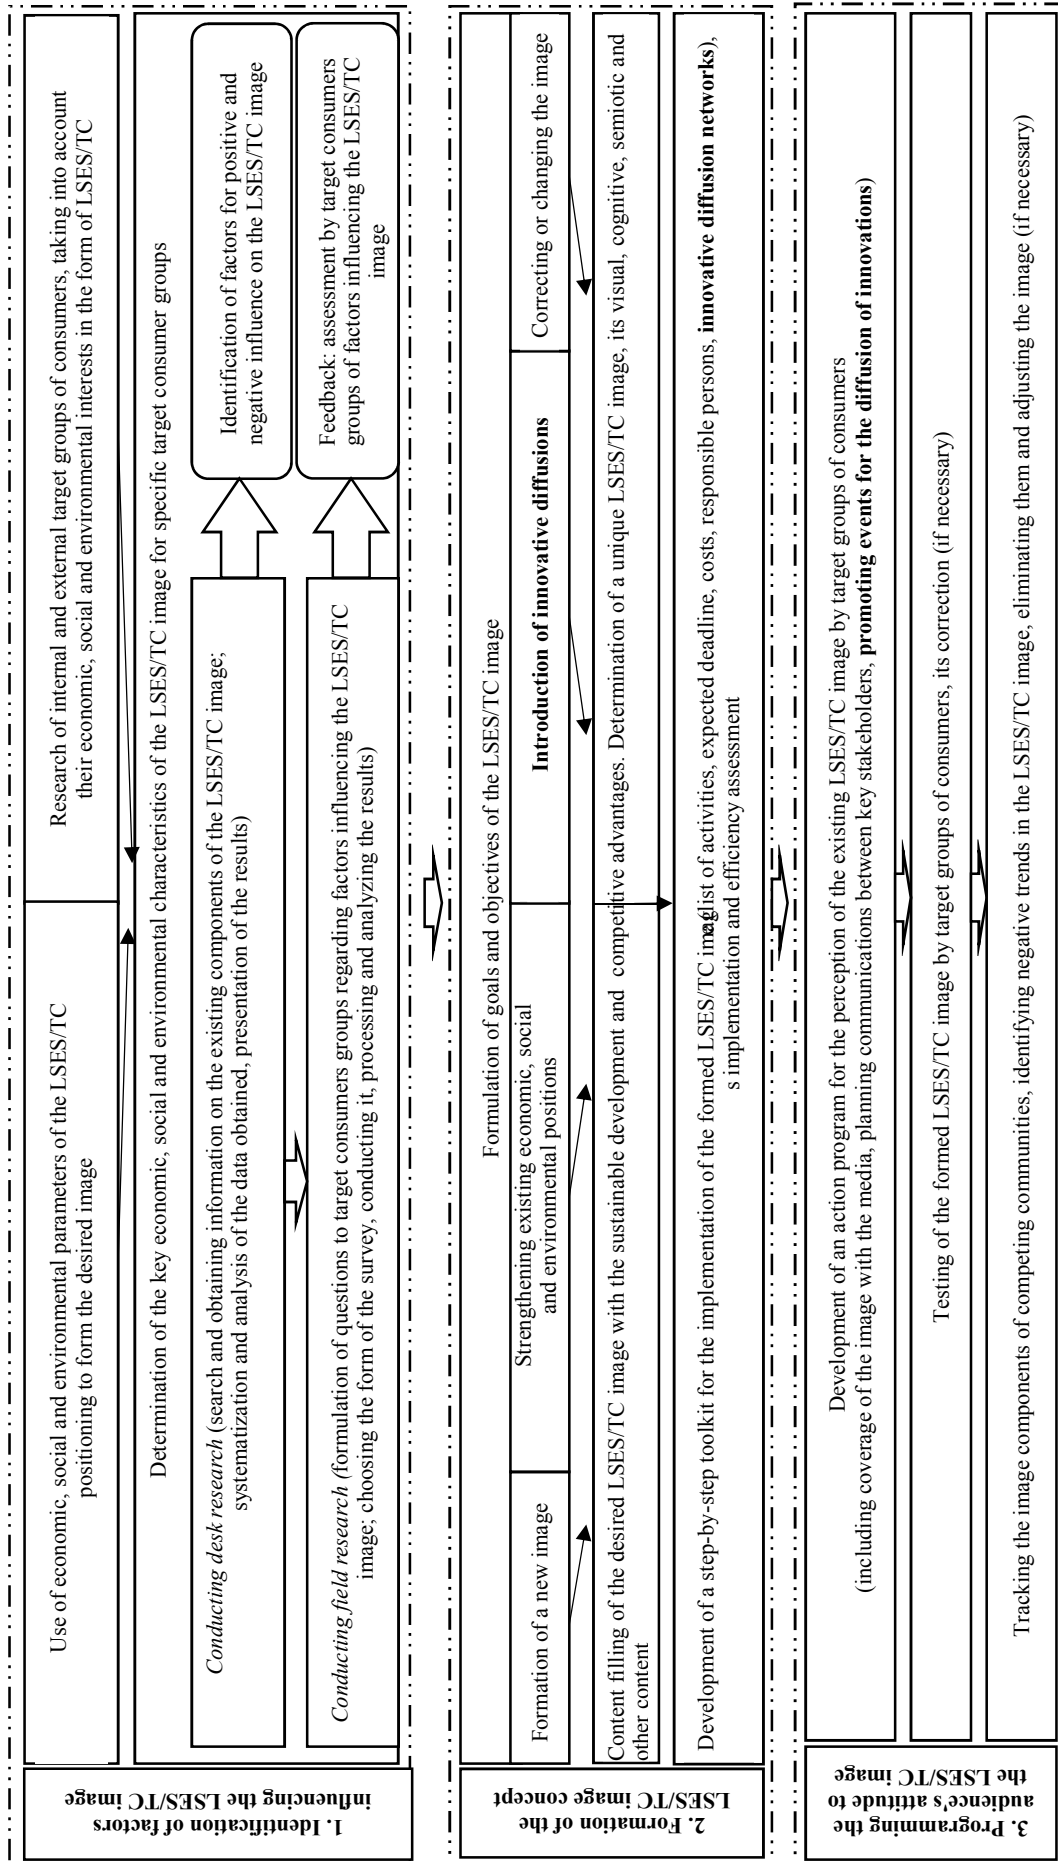 1. Identification of factors
influencing the LSES/TC image
Use of economic, social and environmental parameters of the LSES/TC
positioning to form the desired image
Research of internal and external target groups of consumers, taking into account
their economic, social and environmental interests in the form of LSES/TC
Determination of the key economic, social and environmental characteristics of the LSES/TC image for specific target consumer groups
Conducting desk research (search and obtaining information on the existing components of the LSES/TC image;
systematization and analysis of the data obtained, presentation of the results)
Identification of factors for positive and
negative influence on the LSES/TC image
Conducting field research (formulation of questions to target consumers groups regarding factors influencing the LSES/TC
image; choosing the form of the survey, conducting it, processing and analyzing the results)
Feedback: assessment by target consumers
groups of factors influencing the LSES/TC
image
2. Formation of the
LSES/TC image concept
Formulation of goals and objectives of the LSES/TC image
Formation of a new image
Strengthening existing economic, social
and environmental positions
Introduction of innovative diffusions
Correcting or changing the image
Content filling of the desired LSES/TC image with the sustainable development and competitive advantages. Determination of a unique LSES/TC image, its visual, cognitive, semiotic and
other content
Development of a step-by-step toolkit for the implementation of the formed LSES/TC image list of activities, expected deadline, costs, responsible persons, innovative diffusion networks),
s implementation and efficiency assessment
3. Programming the
audience's attitude to
the LSES/TC image
Development of an action program for the perception of the existing LSES/TC image by target groups of consumers
(including coverage of the image with the media, planning communications between key stakeholders, promoting events for the diffusion of innovations)
Testing of the formed LSES/TC image by target groups of consumers, its correction (if necessary)
Tracking the image components of competing communities, identifying negative trends in the LSES/TC image, eliminating them and adjusting the image (if necessary)